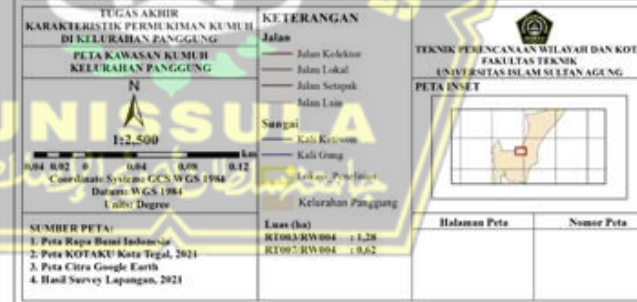 TUGAS AKHIR
KARAKTERISTIK PERMUKIMAN KUMUH
DI KELURAHAN PANGGUNG
PETA KAWASAN KUMUH
KELURAHAN PANGGUNG
N
1:2.500
km
0,04 0,02 0 0,04 0,08 0,12
Coordinate System: GCS WGS 1984
Datum: WGS 1984
Units: Degree
SUMBER PETA:
1. Peta Rupa Bumi Indonesia
2. Peta KOTAKU Kota Tegal, 2021
3. Peta Citra Google Earth
4. Hasil Survey Lapangan, 2021
KETERANGAN
Jalan
Jalan Kolektor
Jalan Lokal
Jalan Setapak
Jalan Lain
Sungai
Kali Ketiwon
Kali Gung
Lokasi Penelitian
Kelurahan Panggung
Luas (ha)
RT003/RW004 : 1,28
RT007/RW004 : 0,62
TEKNIK PERENCANAAN WILAYAH DAN KOTA
FAKULTAS TEKNIK
UNIVERSITAS ISLAM SULTAN AGUNG
PETA INSET
Halaman Peta
Nomor Peta
UNISSULA